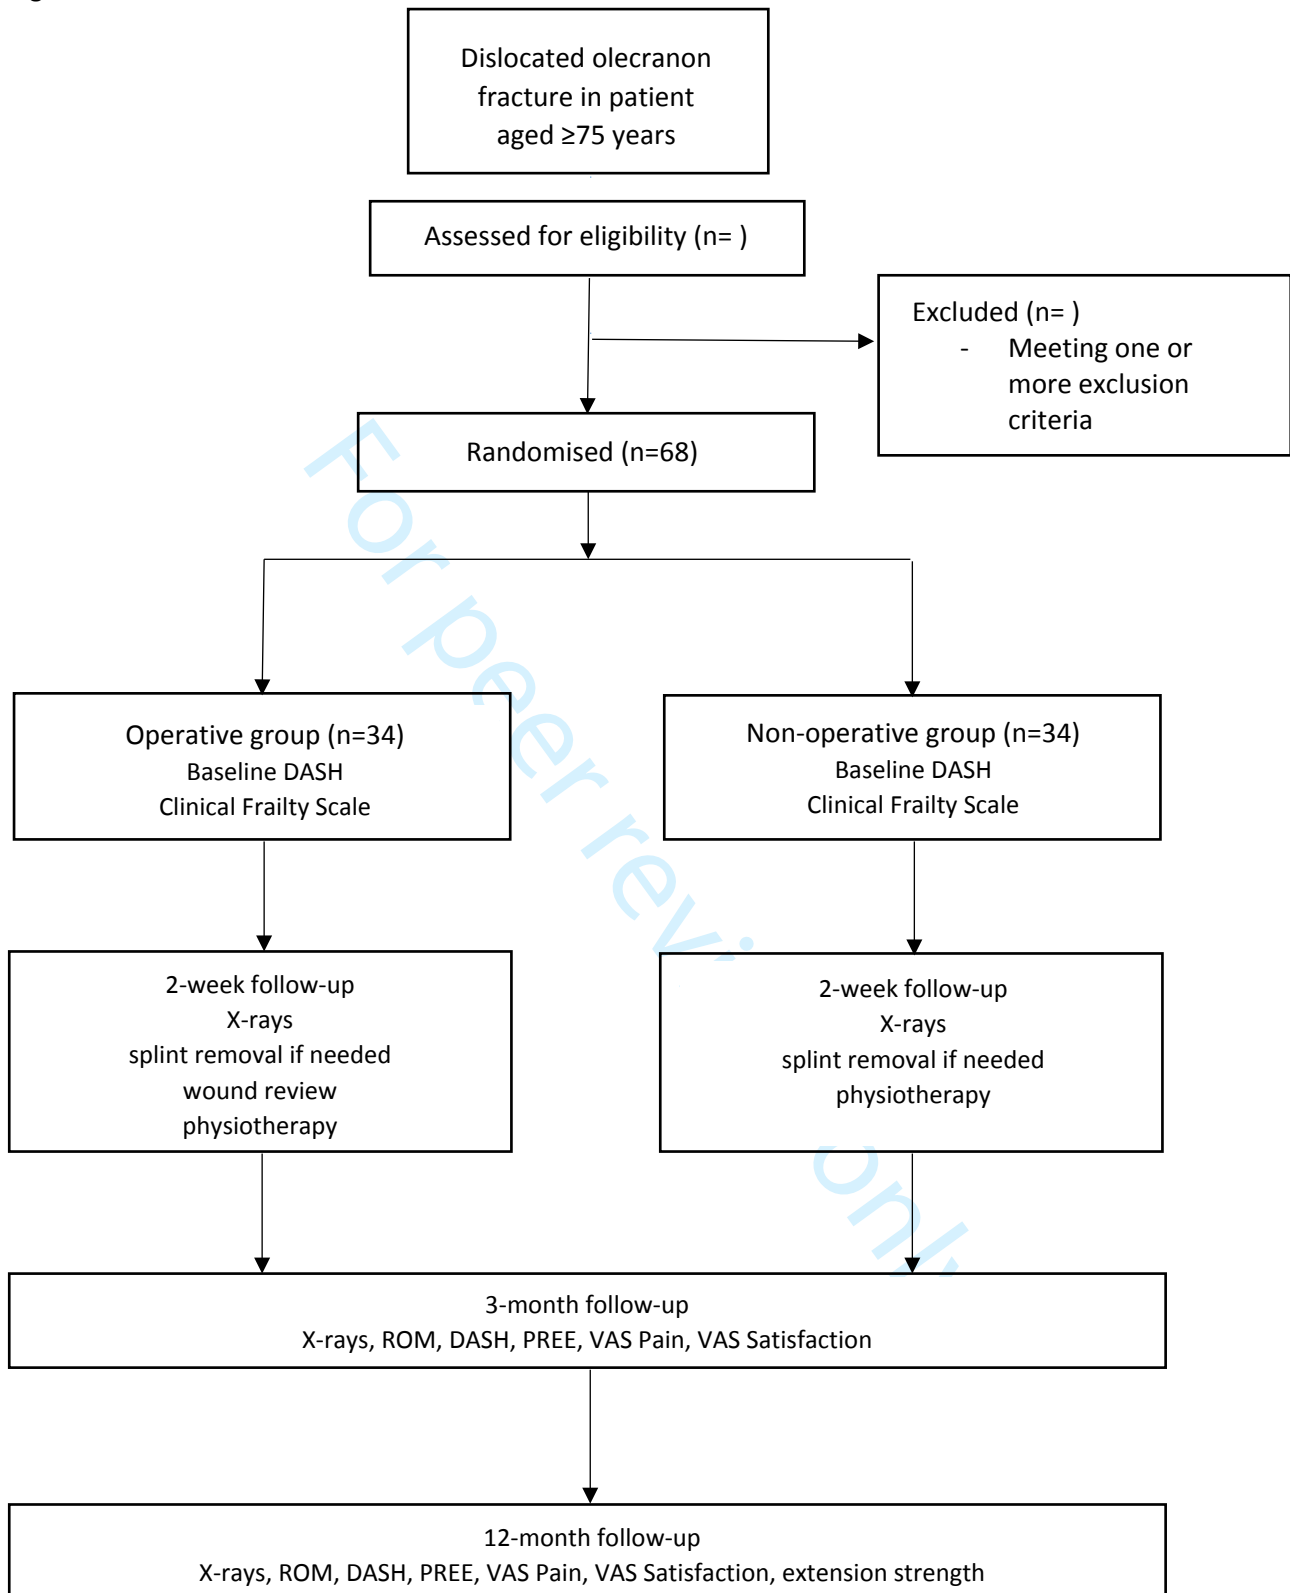 Dislocated olecranon
fracture in patient
aged ≥75 years
Assessed for eligibility (n= )
Excluded (n= )
- Meeting one or
more exclusion
criteria
Randomised (n=68)
Operative group (n=34)
Baseline DASH
Clinical Frailty Scale
Non-operative group (n=34)
Baseline DASH
Clinical Frailty Scale
2-week follow-up
X-rays
splint removal if needed
wound review
physiotherapy
2-week follow-up
X-rays
splint removal if needed
physiotherapy
3-month follow-up
X-rays, ROM, DASH, PREE, VAS Pain, VAS Satisfaction
12-month follow-up
X-rays, ROM, DASH, PREE, VAS Pain, VAS Satisfaction, extension strength
For peer revi only